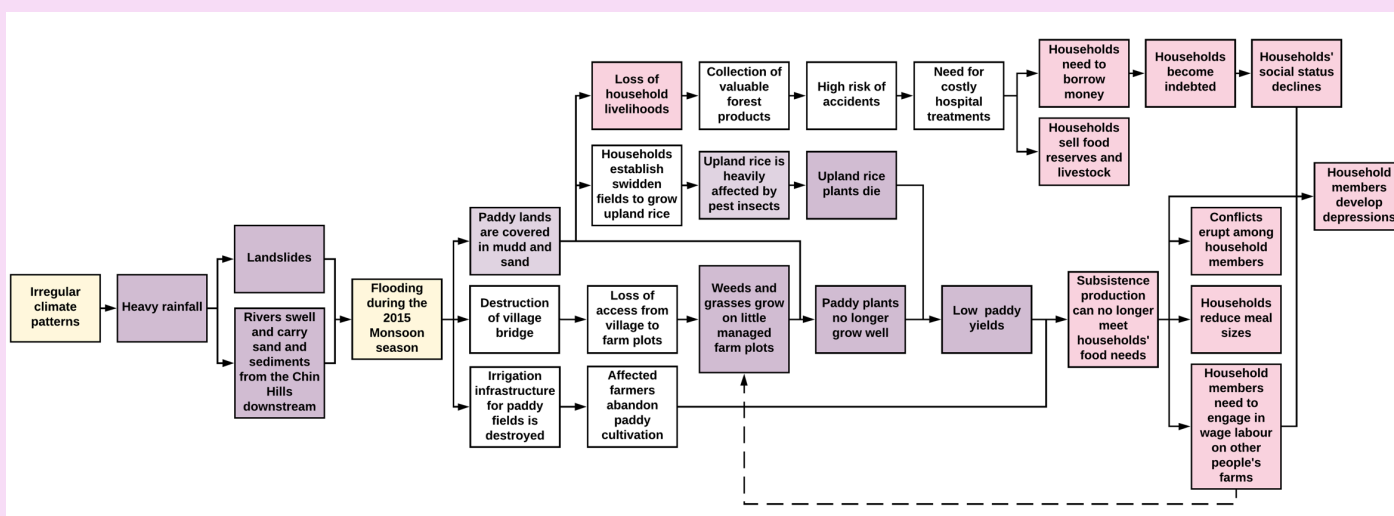 Irregular
climate
patterns
Heavy rainfall
Landslides
Rivers swell
and carry
sand and
sediments
from the Chin
Hills
downstream
Flooding
during the
2015
Monsoon
season
Paddy lands
are covered
in mudd and
sand
Destruction
of village
bridge
Irrigation
infrastructure
for paddy
fields is
destroyed
Loss of
household
livelihoods
Collection of
valuable
forest
products
High risk of
accidents
Need for
costly
hospital
treatments
Households
need to
borrow
money
Households
become
indebted
Households'
social status
declines
Households
sell food
reserves and
livestock
Households
establish
swidden
fields to grow
upland rice
Upland rice is
heavily
affected by
pest insects
Upland rice
plants die
Loss of
access from
village to
farm plots
Weeds and
grasses grow
on little
managed
farm plots
Paddy plants
no longer
grow well
Low paddy
yields
Affected
farmers
abandon
paddy
cultivation
Subsistence
production
can no longer
meet
households'
food needs
Household
members
develop
depressions
Conflicts
erupt among
household
members
Households
reduce meal
sizes
Household
members
need to
engage in
wage labour
on other
people's
farms